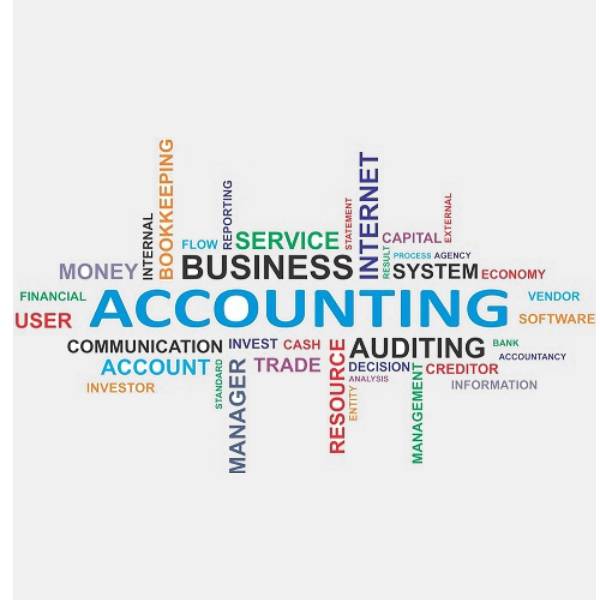 BOOKKEEPING
INTERNAL
REPORTING
INTERNET
STATEMENT
EXTERNAL
FLOW
SERVICE
CAPITAL
RESULT
PROCESS
AGENCY
MONEY
BUSINESS
SYSTEM
ECONOMY
FINANCIAL
ACCOUNTING
VENDOR
USER
SOFTWARE
COMMUNICATION
INVEST
CASH
AUDITING
BANK
ACCOUNTANCY
ACCOUNT
TRADE
DECISION
CREDITOR
ANALYSIS
INVESTOR
INFORMATION
STANDARD
MANAGER
RESOURCE
ENTITY
MANAGEMENT